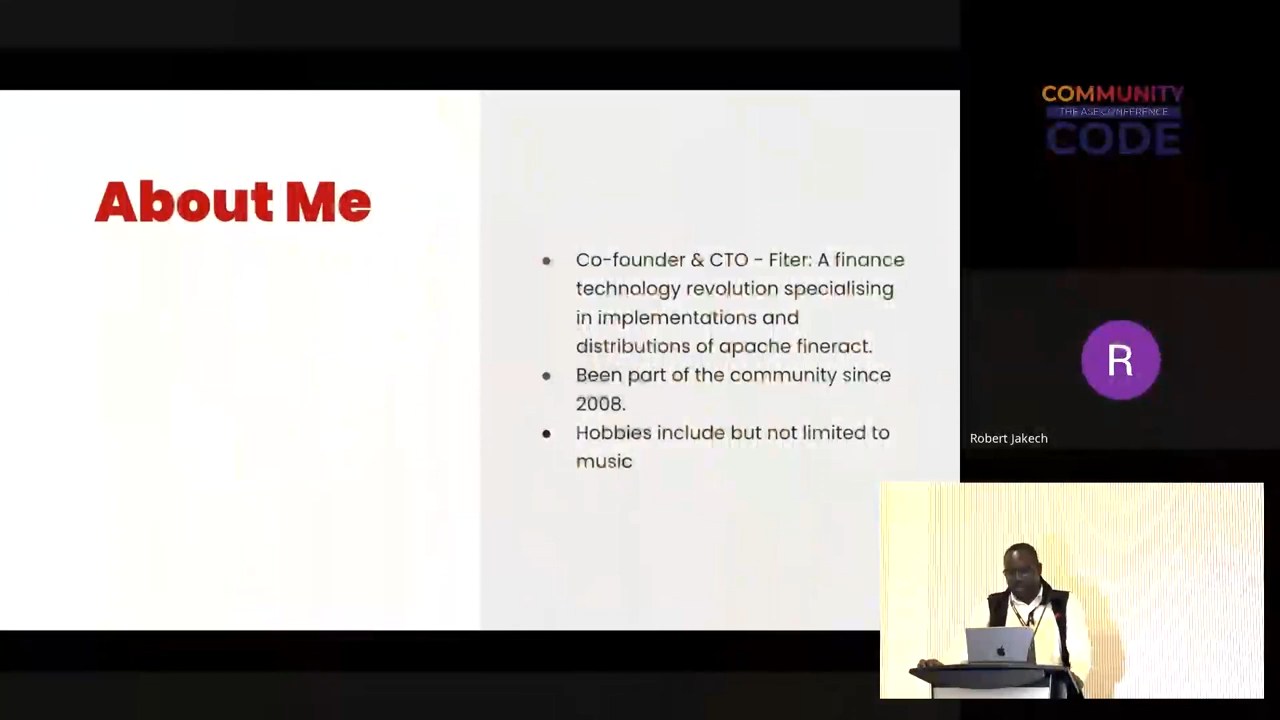 COMMUNITY
THE ASF CONFERENCE
CODE
About Me
Co-founder & CTO - Fiter: A finance
technology revolution specialising
in implementations and
distributions of apache fineract.
Been part of the community since
2008.
Hobbies include but not limited to
music
R
Robert Jakech